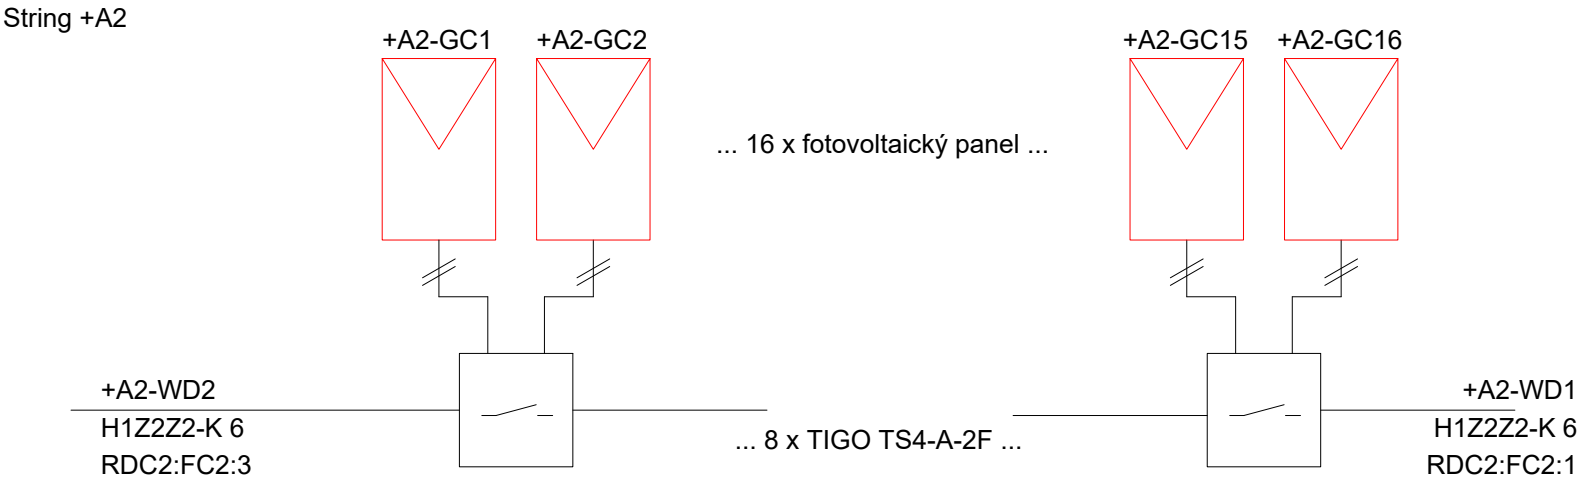 String +A2
+A2-GC1
+A2-GC2
+A2-GC15
+A2-GC16
... 16 x fotovoltaický panel ...
+A2-WD2
H1Z2Z2-K 6
RDC2:FC2:3
... 8 x TIGO TS4-A-2F ...
+A2-WD1
H1Z2Z2-K 6
RDC2:FC2:1